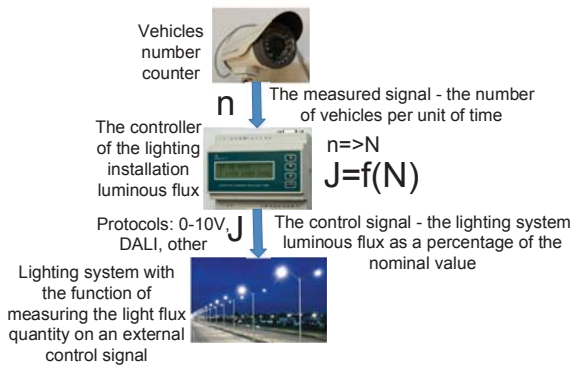 Vehicles
number
counter
n
The measured signal - the number
of vehicles per unit of time
The controller
of the lighting
installation
luminous flux
n=>N
J=f(N)
Protocols: 0-10V,
DALI, other
J
The control signal - the lighting system
luminous flux as a percentage of the
nominal value
Lighting system with
the function of
measuring the light flux
quantity on an external
control signal